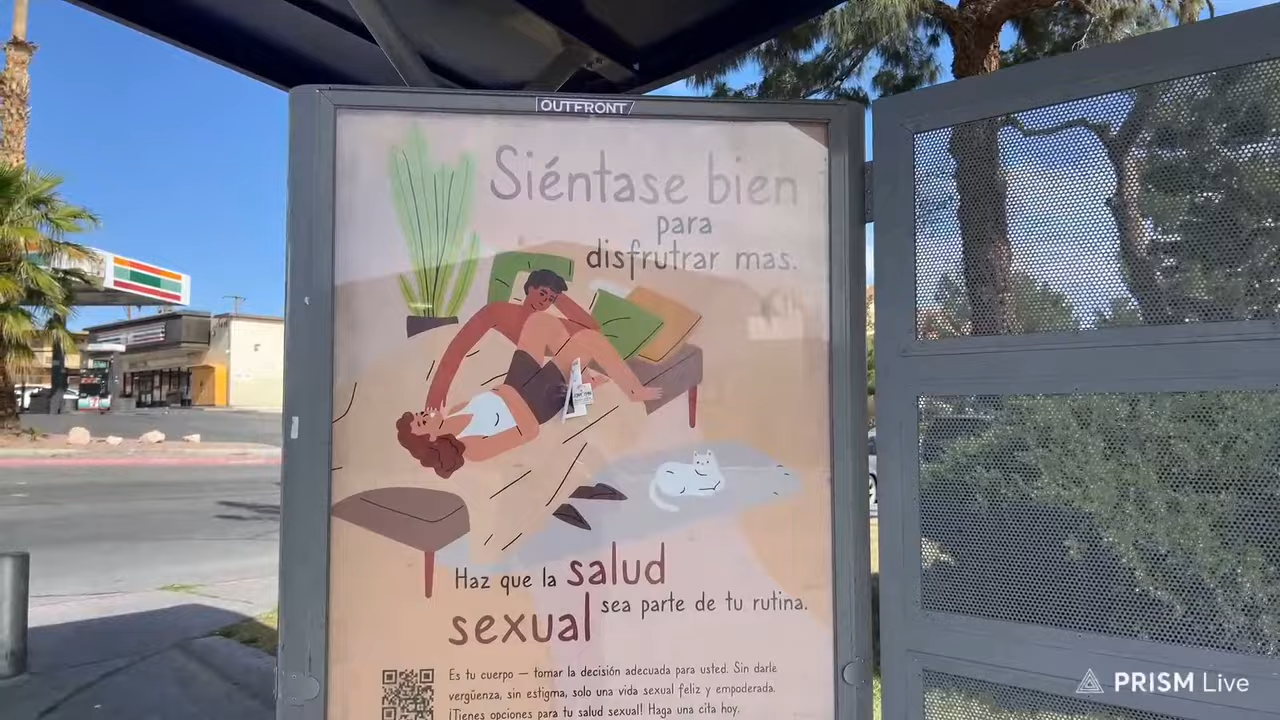 OUTFRONT/
Siéntase bien
para
disfrutar mas.
Haz que la salud
sexual sea parte de tu rutina.
Es tu cuerpo — tomar la decisión adecuada para usted. Sin darle
vergüenza, sin estigma, solo una vida sexual feliz y empoderada.
¡Tienes opciones para tu salud sexual! Haga una cita hoy.
7
PRISM Live